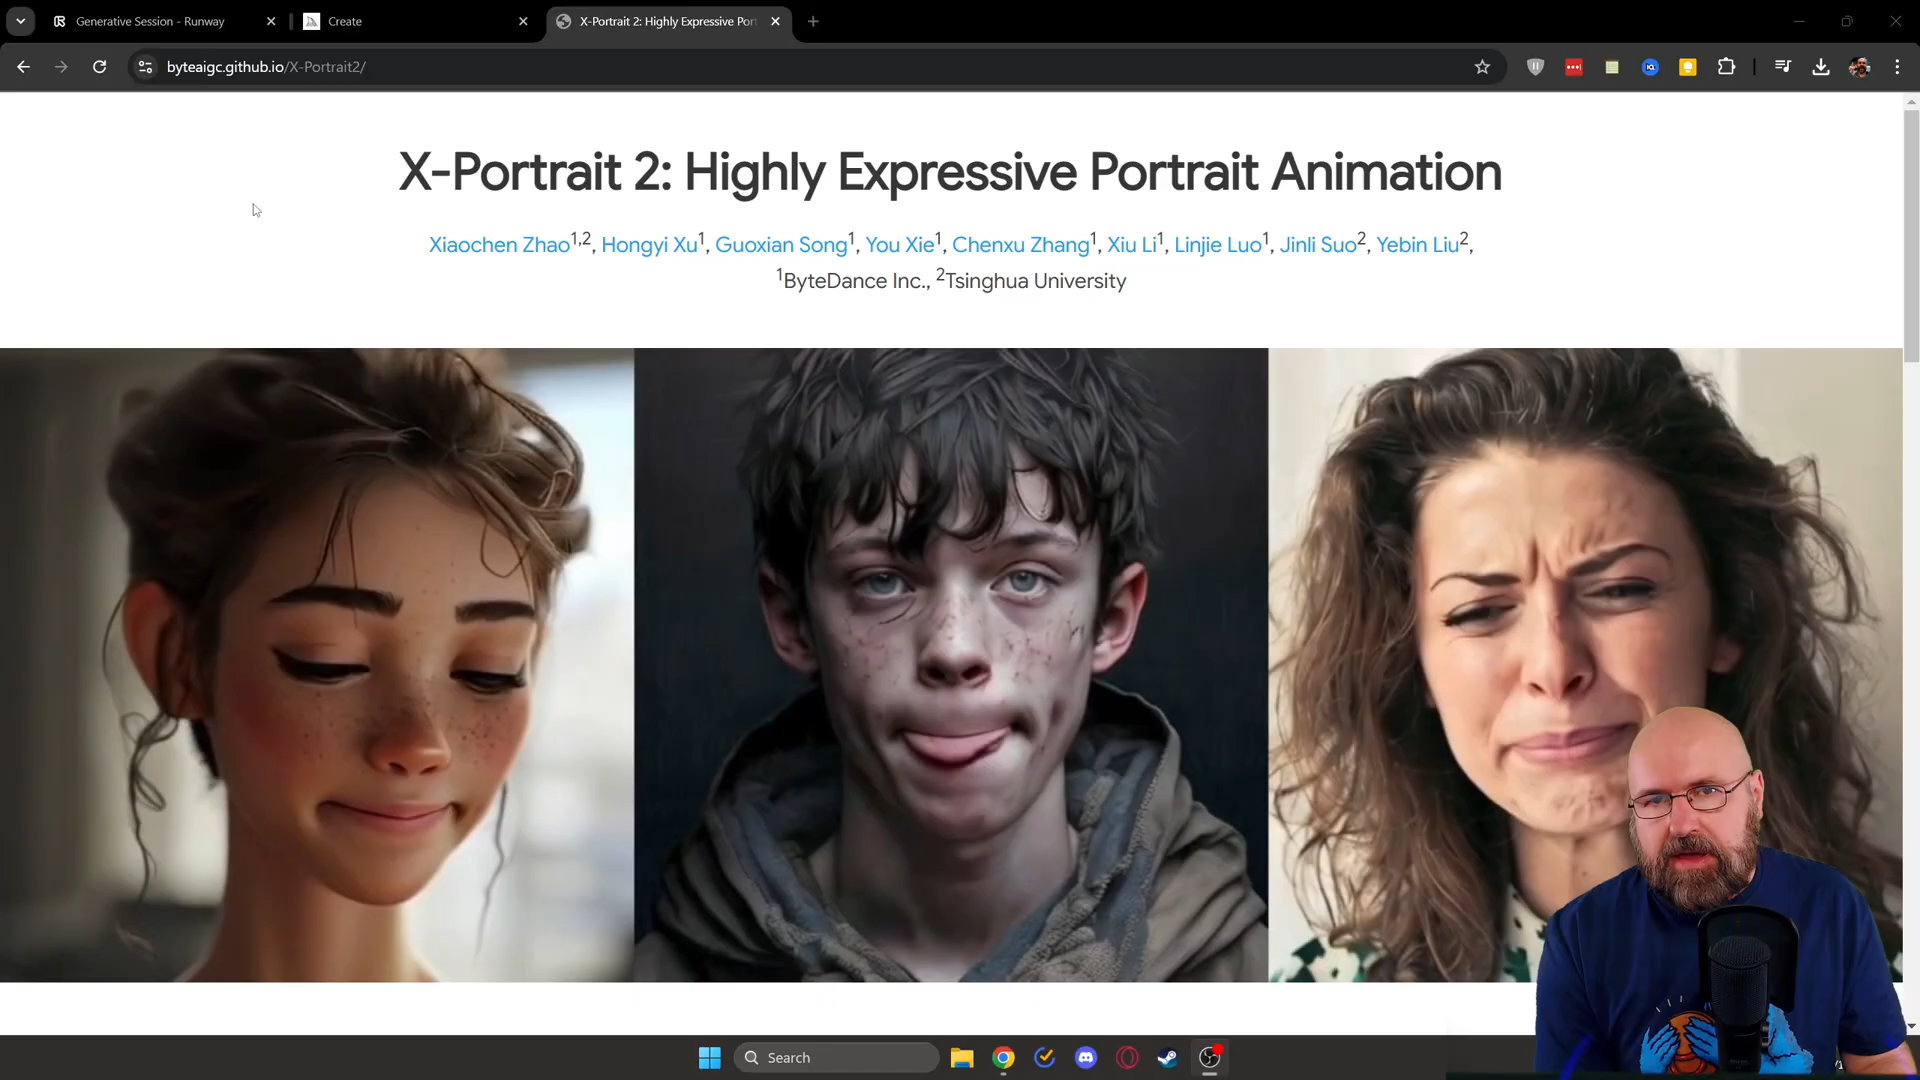 Generative Session - Runway
Create
X-Portrait 2: Highly Expressive Por
byteaigc.github.io/X-Portrait2/
X-Portrait 2: Highly Expressive Portrait Animation
Xiaochen Zhao1,2, Hongyi Xu1, Guoxian Song1, You Xie1, Chenxu Zhang1, Xiu Li1, Linjie Luo1, Jinli Suo2, Yebin Liu2,
1ByteDance Inc., 2Tsinghua University
Search